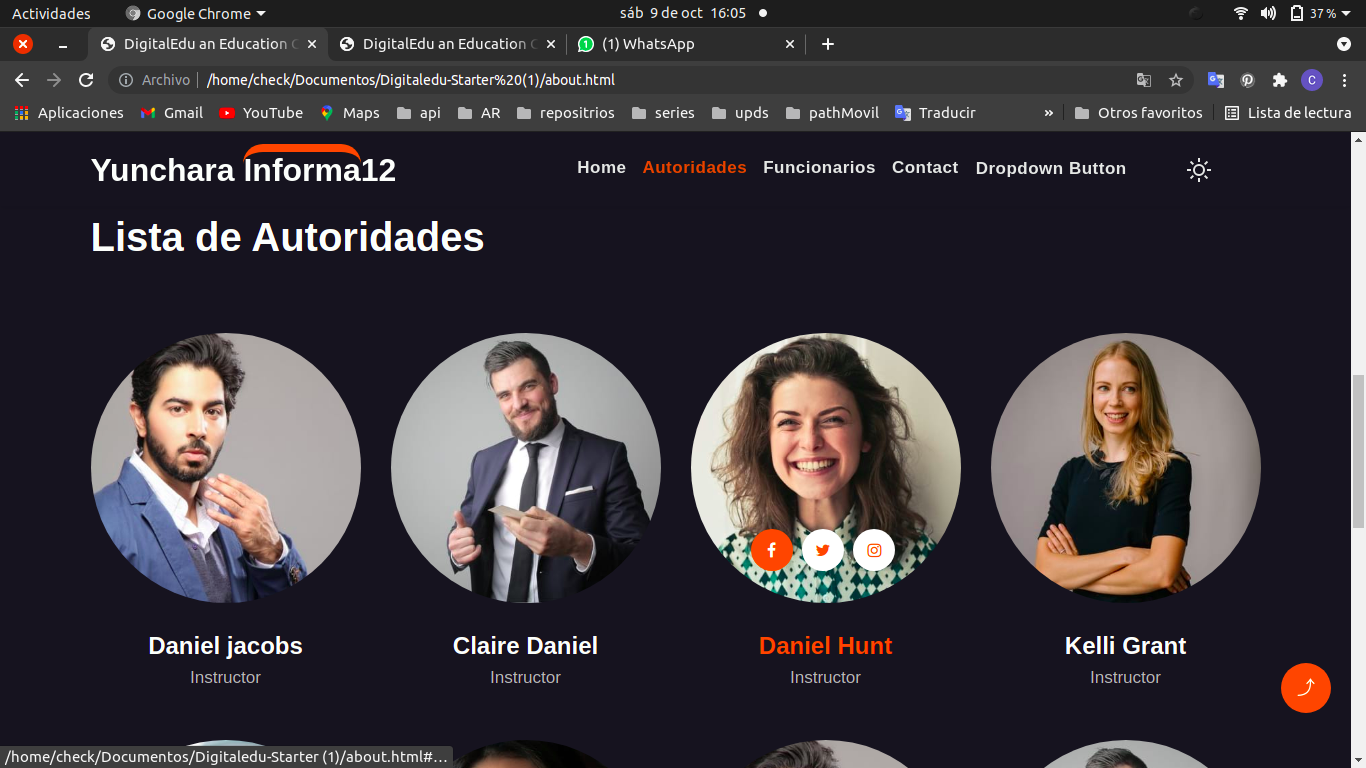 Actividades Google Chrome sáb 9 de oct 16:05 37 %
DigitalEdu an Education C DigitalEdu an Education C (1) WhatsApp
Archivo /home/check/Documentos/Digitaledu-Starter%20(1)/about.html C
Aplicaciones Gmail YouTube Maps api AR repositrios series upds pathMovil Traducir » Otros favoritos Lista de lectura
Yunchara Informa12 Home Autoridades Funcionarios Contact Dropdown Button
Lista de Autoridades
Daniel jacobs Claire Daniel Daniel Hunt Kelli Grant
Instructor Instructor Instructor Instructor
/home/check/Documentos/Digitaledu-Starter (1)/about.html#…